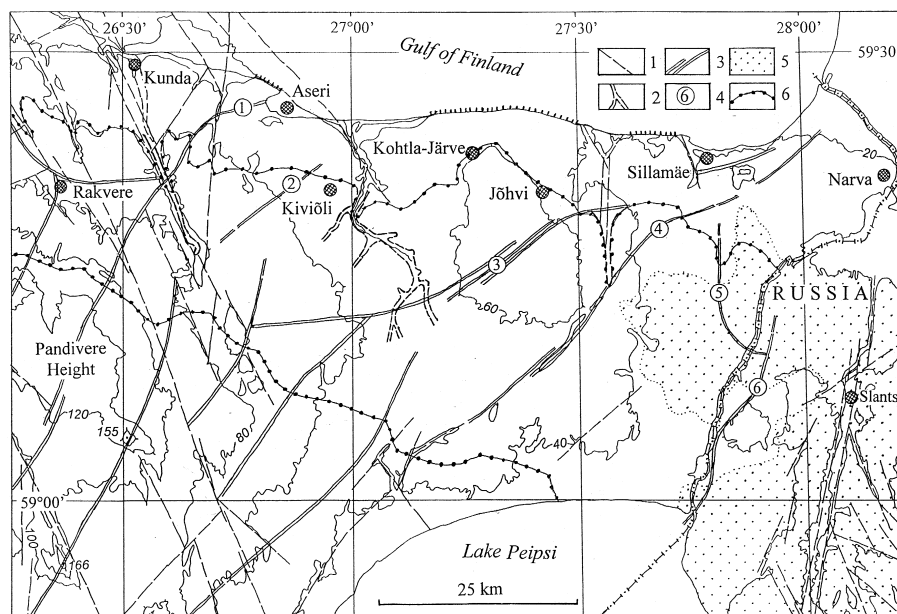 26°30'
27°00'
27°30'
28°00'
59°30'
Gulf of Finland
Kunda
Aseri
1
2
3
4
5
6
6
1
Kohtla-Järve
Sillamäe
20
Narva
Rakvere
2
Kiviõli
Jõhvi
4
3
5
RUSSIA
60
Pandivere
Height
6
Slants
120
155
80
40
59°00'
100
166
Lake Peipsi
25 km